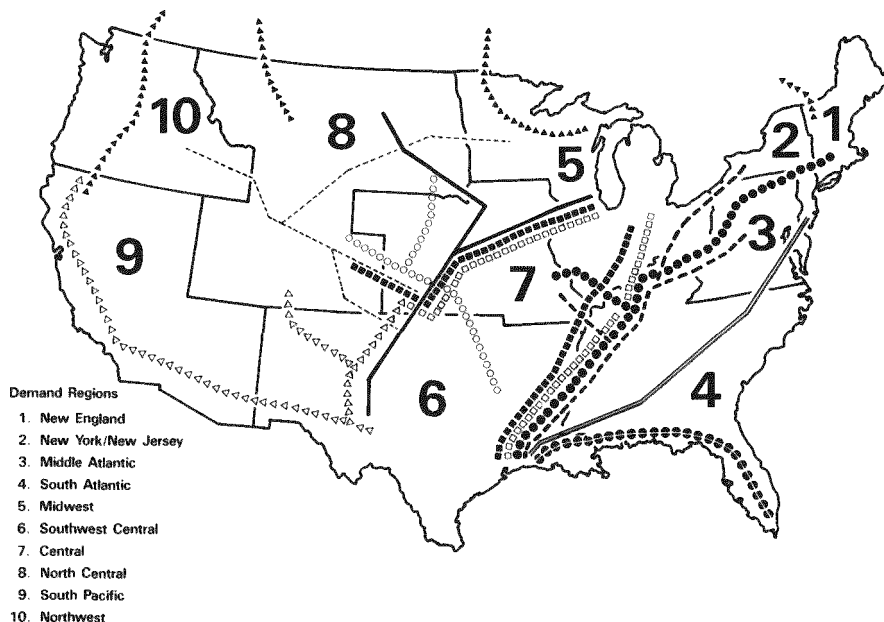 10
8
5
2
1
3
9
7
6
4
Demand Regions
1. New England
2. New York/New Jersey
3. Middle Atlantic
4. South Atlantic
5. Midwest
6. Southwest Central
7. Central
8. North Central
9. South Pacific
10. Northwest